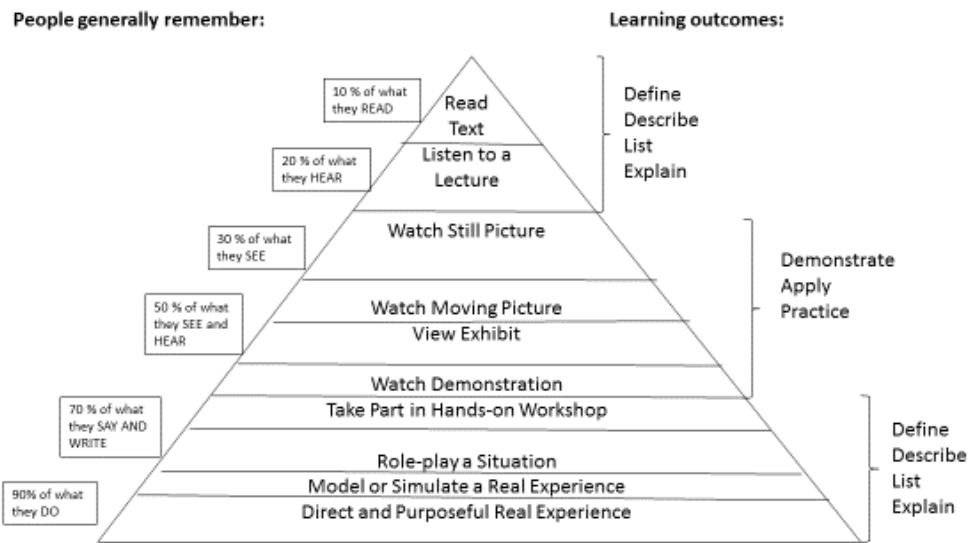 People generally remember:
Learning outcomes:
10 % of what
they READ
Read
Text
Define
Describe
List
Explain
20 % of what
they HEAR
Listen to a
Lecture
30 % of what
they SEE
Watch Still Picture
Demonstrate
Apply
Practice
50 % of what
they SEE and
HEAR
Watch Moving Picture
View Exhibit
Watch Demonstration
70 % of what
they SAY AND
WRITE
Take Part in Hands-on Workshop
Role-play a Situation
Define
Describe
List
Explain
90% of what
they DO
Model or Simulate a Real Experience
Direct and Purposeful Real Experience